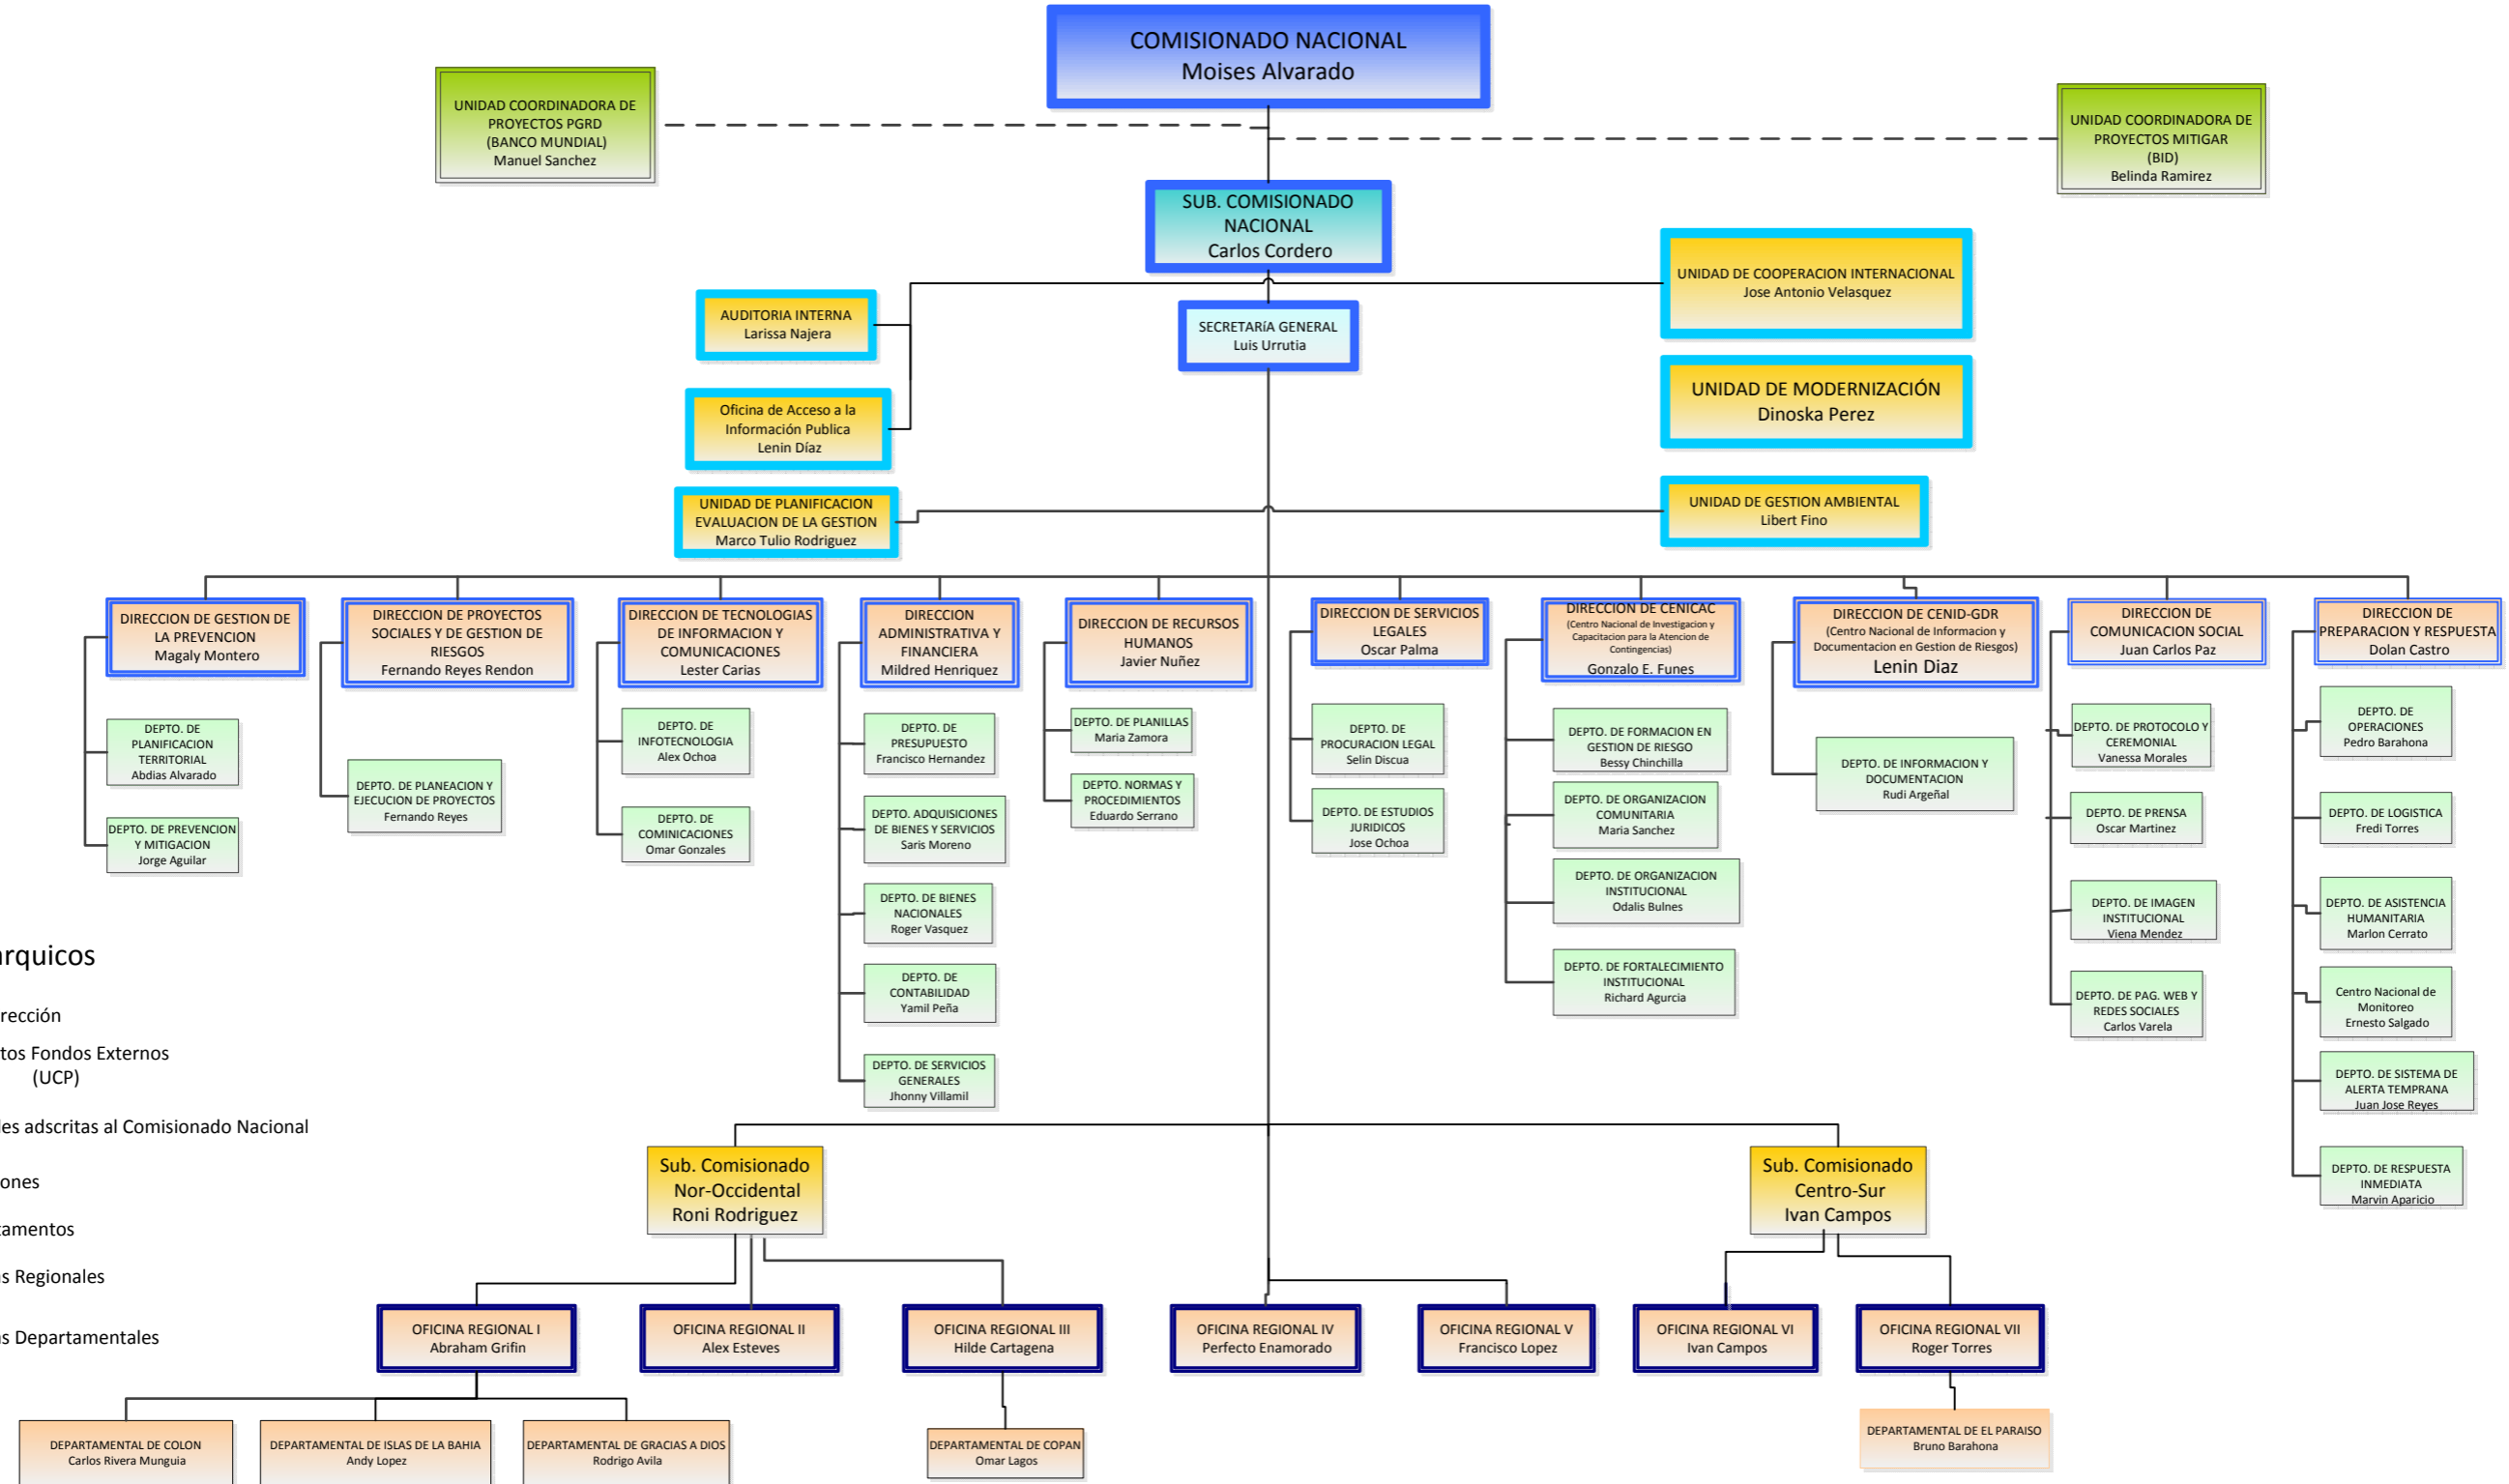 COMISIONADO NACIONAL
Moises Alvarado
UNIDAD COORDINADORA DE
PROYECTOS PGRD
(BANCO MUNDIAL)
Manuel Sanchez
UNIDAD COORDINADORA DE
PROYECTOS MITIGAR
(BID)
Belinda Ramirez
SUB. COMISIONADO
NACIONAL
Carlos Cordero
UNIDAD DE COOPERACION INTERNACIONAL
Jose Antonio Velasquez
AUDITORIA INTERNA
Larissa Najera
SECRETARíA GENERAL
Luis Urrutia
UNIDAD DE MODERNIZACIÓN
Dinoska Perez
Oficina de Acceso a la
Información Publica
Lenin Díaz
UNIDAD DE PLANIFICACION
EVALUACION DE LA GESTION
Marco Tulio Rodriguez
UNIDAD DE GESTION AMBIENTAL
Libert Fino
DIRECCION DE GESTION DE
LA PREVENCION
Magaly Montero
DIRECCION DE PROYECTOS
SOCIALES Y DE GESTION DE
RIESGOS
Fernando Reyes Rendon
DIRECCION DE TECNOLOGIAS
DE INFORMACION Y
COMUNICACIONES
Lester Carias
DIRECCION
ADMINISTRATIVA Y
FINANCIERA
Mildred Henriquez
DIRECCION DE RECURSOS
HUMANOS
Javier Nuñez
DIRECCION DE SERVICIOS
LEGALES
Oscar Palma
DIRECCION DE CENICAC
(Centro Nacional de Investigacion y
Capacitacion para la Atencion de
Contingencias)
Gonzalo E. Funes
DIRECCION DE CENID-GDR
(Centro Nacional de Informacion y
Documentacion en Gestion de Riesgos)
Lenin Diaz
DIRECCION DE
COMUNICACION SOCIAL
Juan Carlos Paz
DIRECCION DE
PREPARACION Y RESPUESTA
Dolan Castro
DEPTO. DE
PLANIFICACION
TERRITORIAL
Abdias Alvarado
DEPTO. DE PREVENCION
Y MITIGACION
Jorge Aguilar
DEPTO. DE PLANEACION Y
EJECUCION DE PROYECTOS
Fernando Reyes
DEPTO. DE
INFOTECNOLOGIA
Alex Ochoa
DEPTO. DE
COMINICACIONES
Omar Gonzales
DEPTO. DE
PRESUPUESTO
Francisco Hernandez
DEPTO. ADQUISICIONES
DE BIENES Y SERVICIOS
Saris Moreno
DEPTO. DE BIENES
NACIONALES
Roger Vasquez
DEPTO. DE
CONTABILIDAD
Yamil Peña
DEPTO. DE SERVICIOS
GENERALES
Jhonny Villamil
DEPTO. DE PLANILLAS
Maria Zamora
DEPTO. NORMAS Y
PROCEDIMIENTOS
Eduardo Serrano
DEPTO. DE
PROCURACION LEGAL
Selin Discua
DEPTO. DE ESTUDIOS
JURIDICOS
Jose Ochoa
DEPTO. DE FORMACION EN
GESTION DE RIESGO
Bessy Chinchilla
DEPTO. DE ORGANIZACION
COMUNITARIA
Maria Sanchez
DEPTO. DE ORGANIZACION
INSTITUCIONAL
Odalis Bulnes
DEPTO. DE FORTALECIMIENTO
INSTITUCIONAL
Richard Agurcia
DEPTO. DE INFORMACION Y
DOCUMENTACION
Rudi Argeñal
DEPTO. DE PROTOCOLO Y
CEREMONIAL
Vanessa Morales
DEPTO. DE PRENSA
Oscar Martinez
DEPTO. DE IMAGEN
INSTITUCIONAL
Viena Mendez
DEPTO. DE PAG. WEB Y
REDES SOCIALES
Carlos Varela
DEPTO. DE
OPERACIONES
Pedro Barahona
DEPTO. DE LOGISTICA
Fredi Torres
DEPTO. DE ASISTENCIA
HUMANITARIA
Marlon Cerrato
Centro Nacional de
Monitoreo
Ernesto Salgado
DEPTO. DE SISTEMA DE
ALERTA TEMPRANA
Juan Jose Reyes
DEPTO. DE RESPUESTA
INMEDIATA
Marvin Aparicio
arquicos
rección
tos Fondos Externos
(UCP)
les adscritas al Comisionado Nacional
ones
tamentos
as Regionales
as Departamentales
Sub. Comisionado
Nor-Occidental
Roni Rodriguez
Sub. Comisionado
Centro-Sur
Ivan Campos
OFICINA REGIONAL I
Abraham Grifin
OFICINA REGIONAL II
Alex Esteves
OFICINA REGIONAL III
Hilde Cartagena
OFICINA REGIONAL IV
Perfecto Enamorado
OFICINA REGIONAL V
Francisco Lopez
OFICINA REGIONAL VI
Ivan Campos
OFICINA REGIONAL VII
Roger Torres
DEPARTAMENTAL DE COLON
Carlos Rivera Munguia
DEPARTAMENTAL DE ISLAS DE LA BAHIA
Andy Lopez
DEPARTAMENTAL DE GRACIAS A DIOS
Rodrigo Avila
DEPARTAMENTAL DE COPAN
Omar Lagos
DEPARTAMENTAL DE EL PARAISO
Bruno Barahona